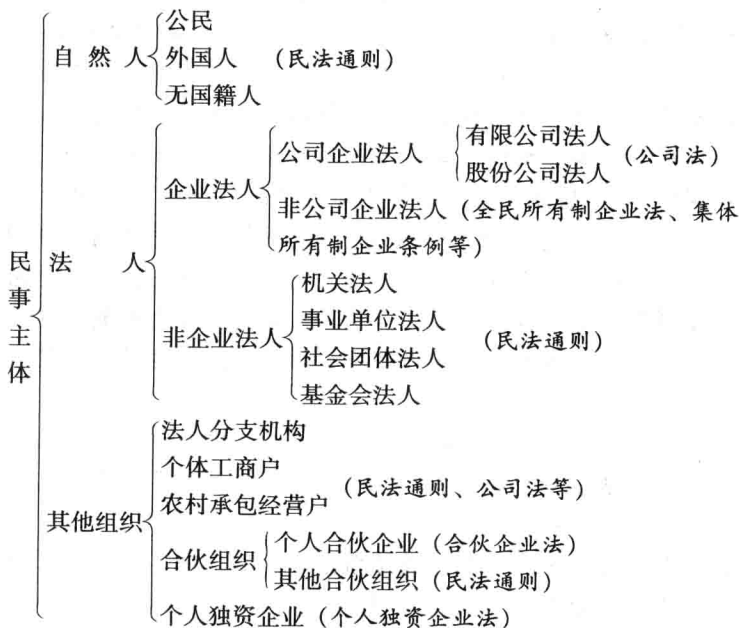 民事主体
自然人
公民
外国人（民法通则）
无国籍人
法人
企业法人
公司企业法人
有限公司法人
股份公司法人
（公司法）
非公司企业法人（全民所有制企业法、集体
所有制企业条例等）
非企业法人
机关法人
事业单位法人
社会团体法人
基金会法人
（民法通则）
其他组织
法人分支机构
个体工商户
农村承包经营户
（民法通则、公司法等）
合伙组织
个人合伙企业（合伙企业法）
其他合伙组织（民法通则）
个人独资企业（个人独资企业法）